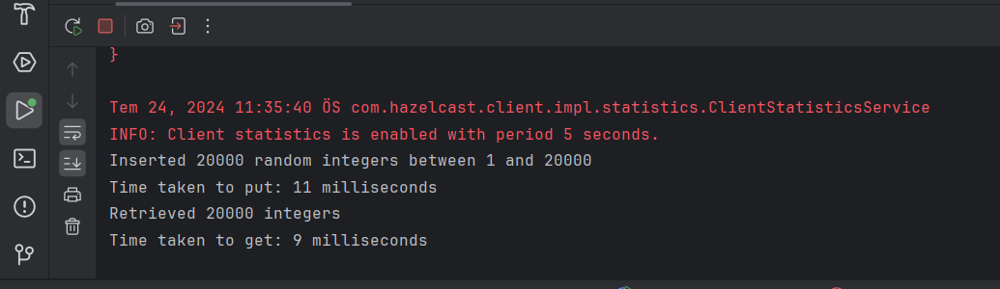 }
Tem 24, 2024 11:35:40 ÖS com.hazelcast.client.impl.statistics.ClientStatisticsService
INFO: Client statistics is enabled with period 5 seconds.
Inserted 20000 random integers between 1 and 20000
Time taken to put: 11 milliseconds
Retrieved 20000 integers
Time taken to get: 9 milliseconds